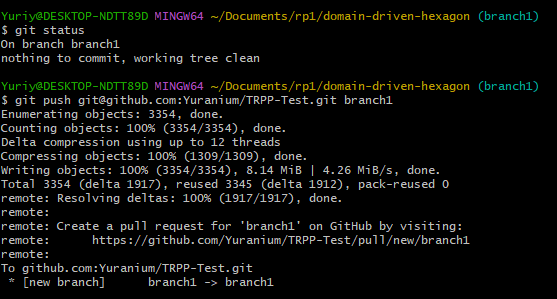 Yuriy@DESKTOP-NDTT89D MINGW64 ~/Documents/rp1/domain-driven-hexagon (branch1)
$ git status
On branch branch1
nothing to commit, working tree clean
Yuriy@DESKTOP-NDTT89D MINGW64 ~/Documents/rp1/domain-driven-hexagon (branch1)
$ git push git@github.com:Yuranium/TRPP-Test.git branch1
Enumerating objects: 3354, done.
Counting objects: 100% (3354/3354), done.
Delta compression using up to 12 threads
Compressing objects: 100% (1309/1309), done.
Writing objects: 100% (3354/3354), 8.14 MiB | 4.26 MiB/s, done.
Total 3354 (delta 1917), reused 3345 (delta 1912), pack-reused 0
remote: Resolving deltas: 100% (1917/1917), done.
remote:
remote: Create a pull request for 'branch1' on GitHub by visiting:
remote:      https://github.com/Yuranium/TRPP-Test/pull/new/branch1
remote:
To github.com:Yuranium/TRPP-Test.git
 * [new branch]      branch1 -> branch1